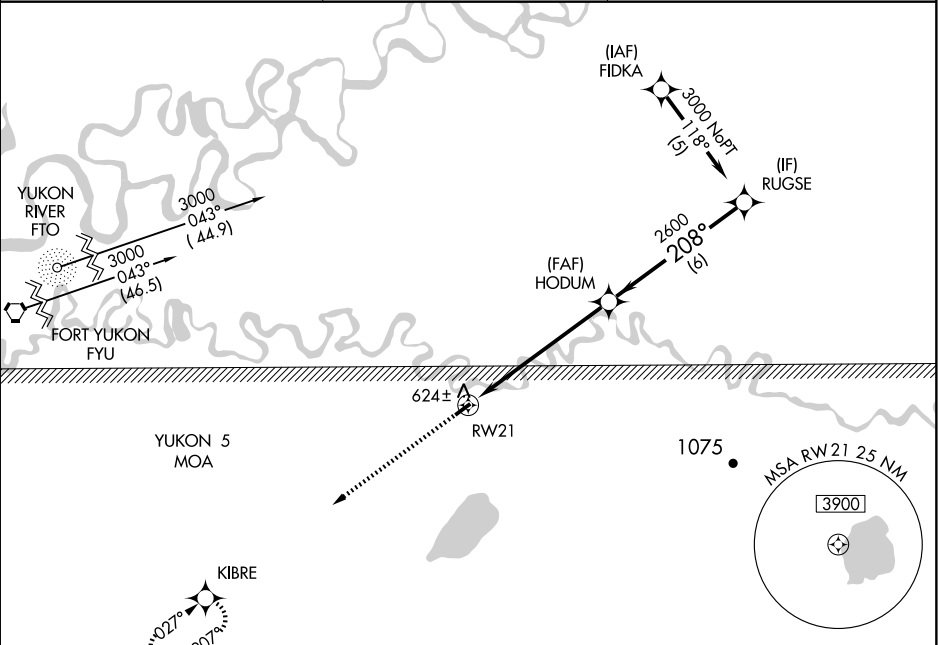 (IAF)
FIDKA
3000 NoPT
118°
(5)
(IF)
RUGSE
YUKON
RIVER
FTO
3000
043°
(44.9)
3000
043°
(46.5)
2600
208°
(6)
(FAF)
HODUM
FORT YUKON
FYU
624±
RW21
YUKON 5
MOA
1075
MSA RW21 25 NM
3900
KIBRE
027°
207°